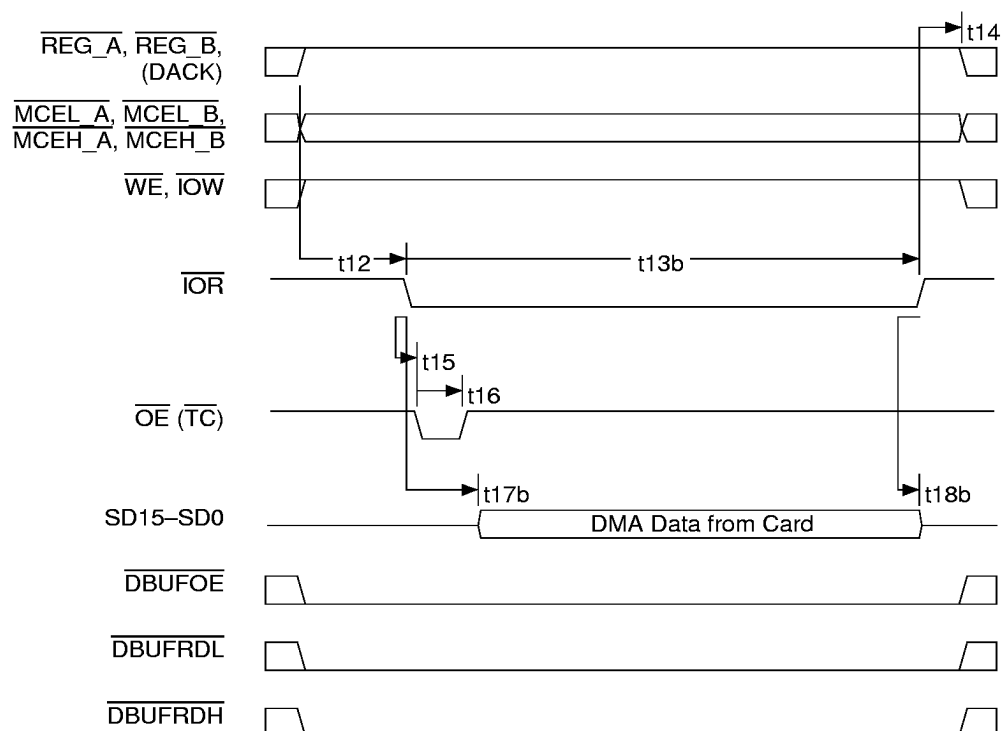 REG_A, REG_B,
(DACK)
t14
MCEL_A, MCEL_B,
MCEH_A, MCEH_B
WE, IOW
t12
t13b
IOR
t15
t16
OE (TC)
t17b
t18b
SD15–SD0
DMA Data from Card
DBUFOE
DBUFRDL
DBUFRDH